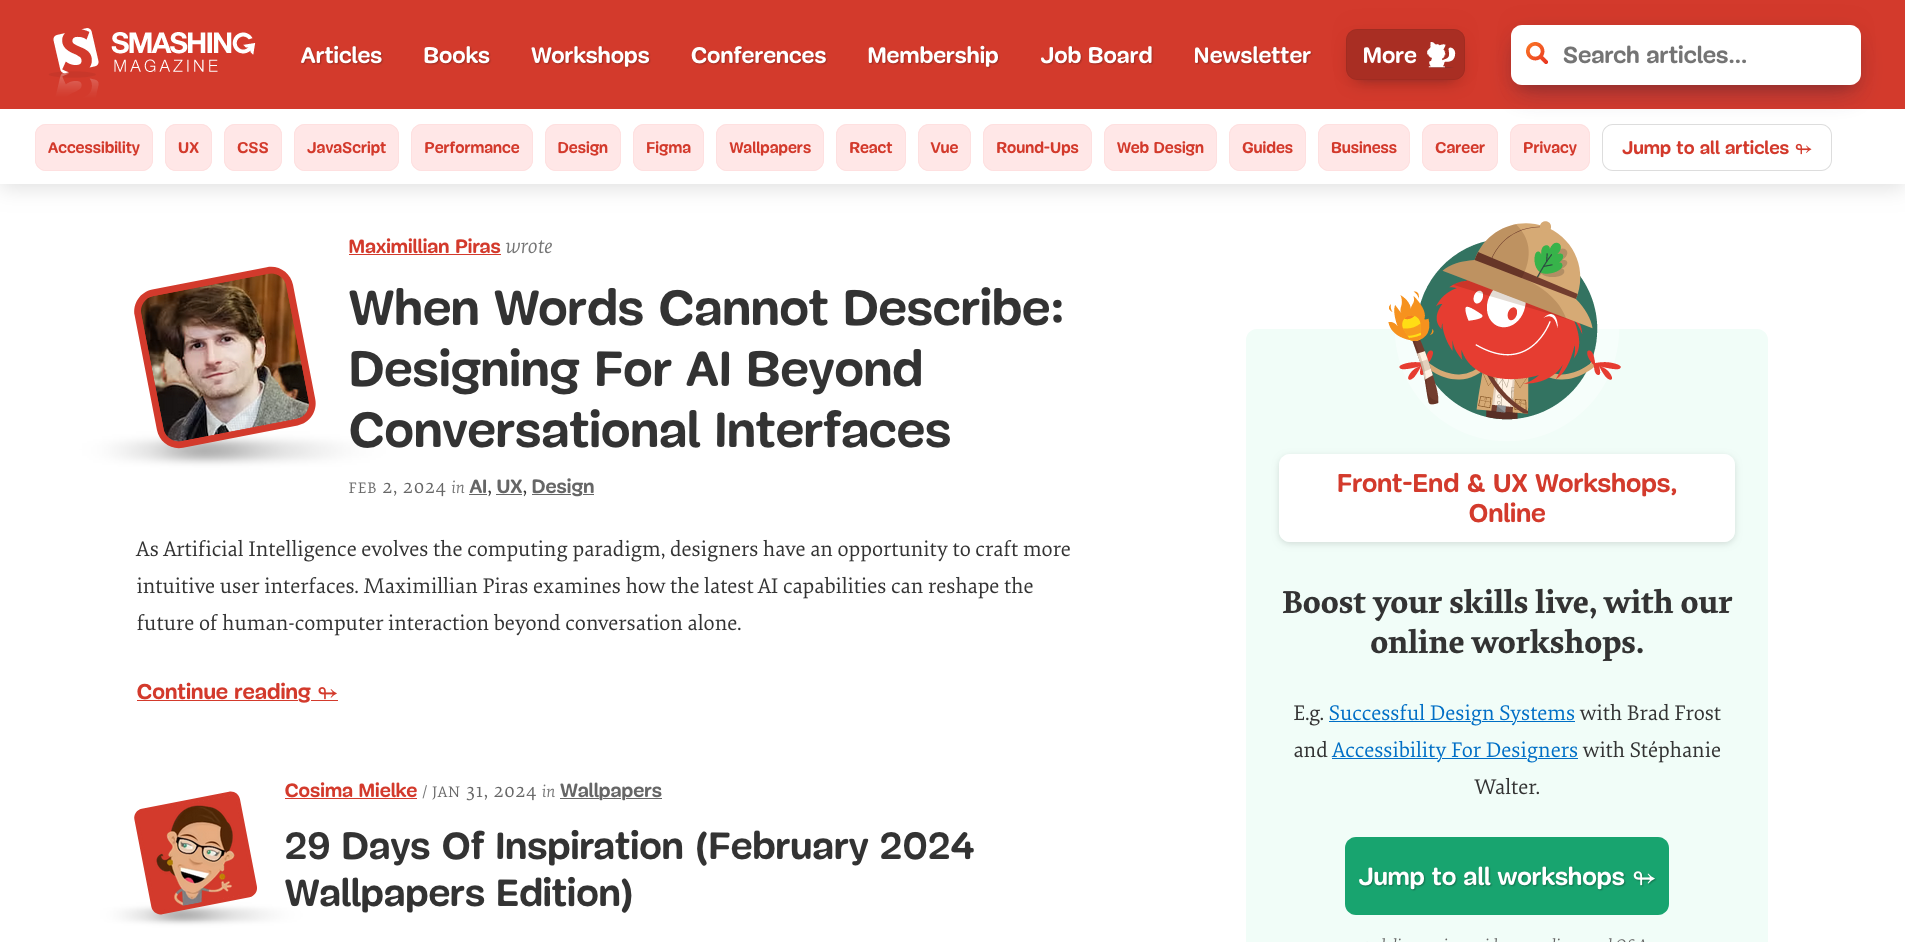 SMASHING
MAGAZINE
Articles Books Workshops Conferences Membership Job Board Newsletter More Search articles...
Accessibility UX CSS JavaScript Performance Design Figma Wallpapers React Vue Round-Ups Web Design Guides Business Career Privacy Jump to all articles ↬
Maximillian Piras wrote
When Words Cannot Describe:
Designing For AI Beyond
Conversational Interfaces
FEB 2, 2024 in AI, UX, Design
As Artificial Intelligence evolves the computing paradigm, designers have an opportunity to craft more
intuitive user interfaces. Maximillian Piras examines how the latest AI capabilities can reshape the
future of human-computer interaction beyond conversation alone.
Continue reading ↬
Cosima Mielke / JAN 31, 2024 in Wallpapers
29 Days Of Inspiration (February 2024
Wallpapers Edition)
Front-End & UX Workshops,
Online
Boost your skills live, with our
online workshops.
E.g. Successful Design Systems with Brad Frost
and Accessibility For Designers with Stéphanie
Walter.
Jump to all workshops ↬